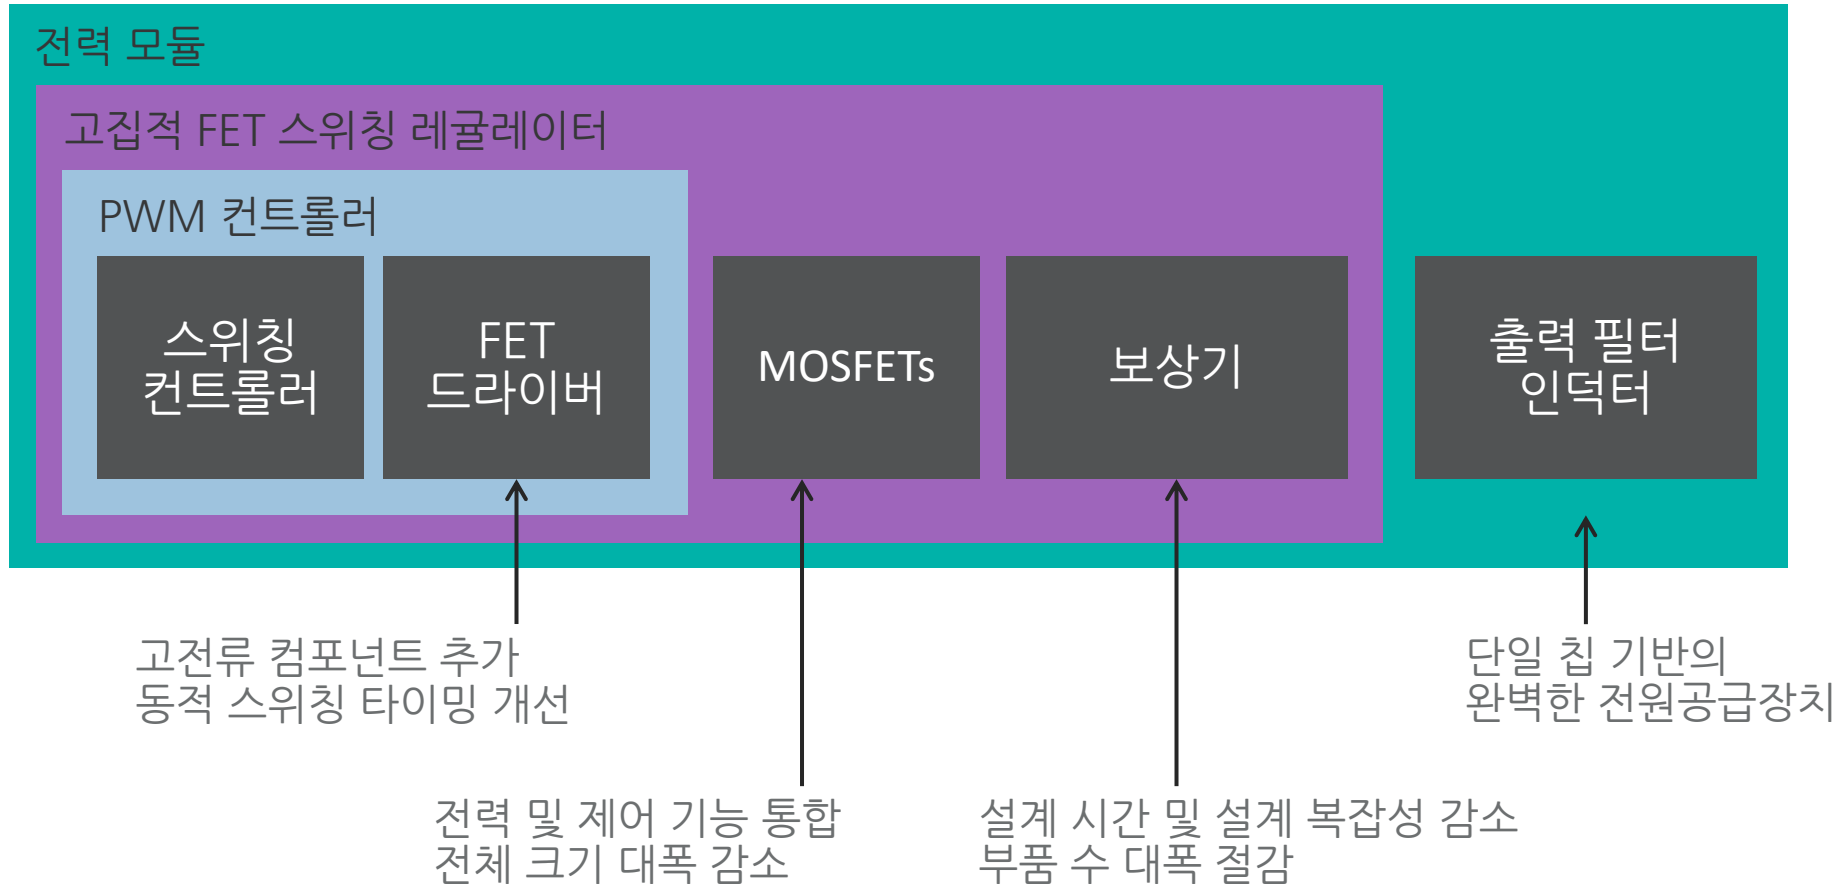 전력 모듈
고집적 FET 스위칭 레귤레이터
PWM 컨트롤러
스위칭
컨트롤러
FET
드라이버
MOSFETs
보상기
출력 필터
인덕터
고전류 컴포넌트 추가
동적 스위칭 타이밍 개선
단일 칩 기반의
완벽한 전원공급장치
전력 및 제어 기능 통합
전체 크기 대폭 감소
설계 시간 및 설계 복잡성 감소
부품 수 대폭 절감